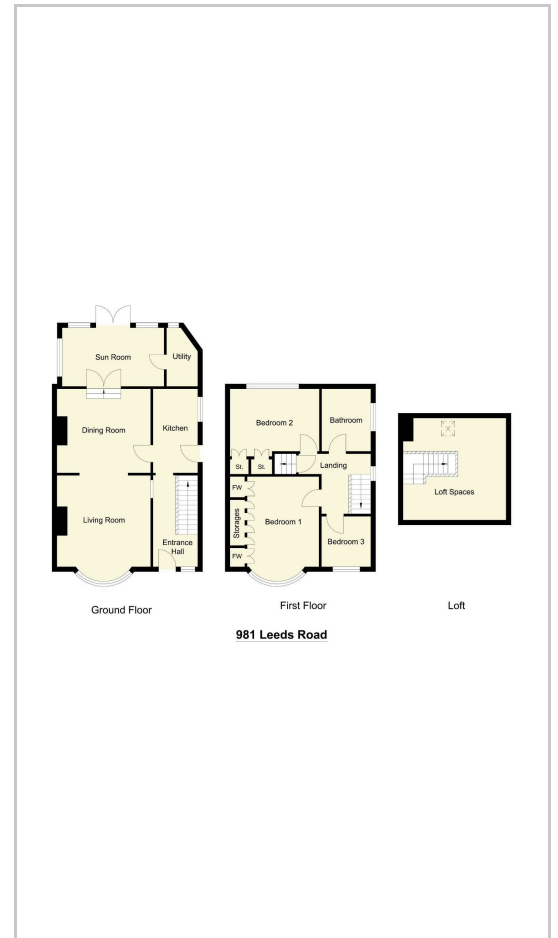 Sun Room
Utility
Dining Room
Kitchen
Living Room
Entrance
Hall
Ground Floor
Bedroom 2
Bathroom
St.
St.
Landing
FW
Storages
Bedroom 1
FW
Bedroom 3
First Floor
Loft Spaces
Loft
981 Leeds Road